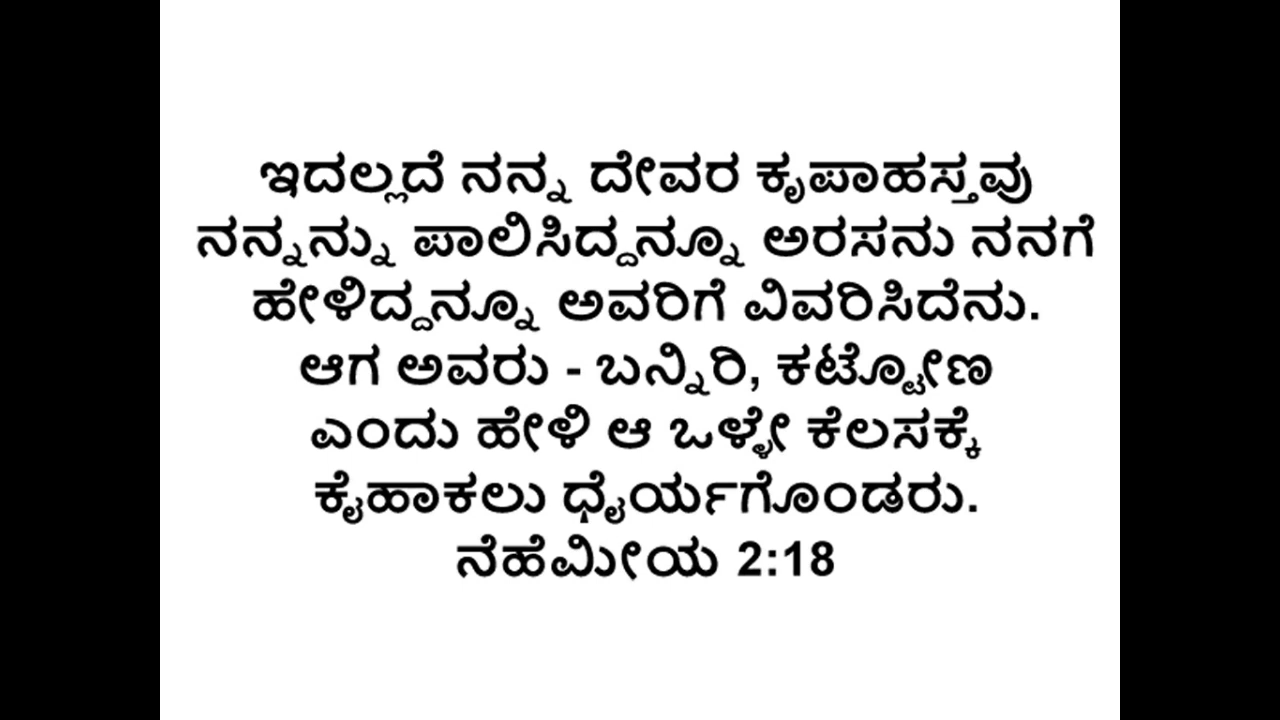 ಇದಲ್ಲದೆ ನನ್ನ ದೇವರ ಕೃಪಾಹಸ್ತವು
ನನ್ನನ್ನು ಪಾಲಿಸಿದ್ದನ್ನೂ ಅರಸನು ನನಗೆ
ಹೇಳಿದ್ದನ್ನೂ ಅವರಿಗೆ ವಿವರಿಸಿದೆನು.
ಆಗ ಅವರು - ಬನ್ನಿರಿ, ಕಟ್ಟೋಣ
ಎಂದು ಹೇಳಿ ಆ ಒಳ್ಳೇ ಕೆಲಸಕ್ಕೆ
ಕೈಹಾಕಲು ಧೈರ್ಯಗೊಂಡರು.
ನೆಹೆಮೀಯ 2:18